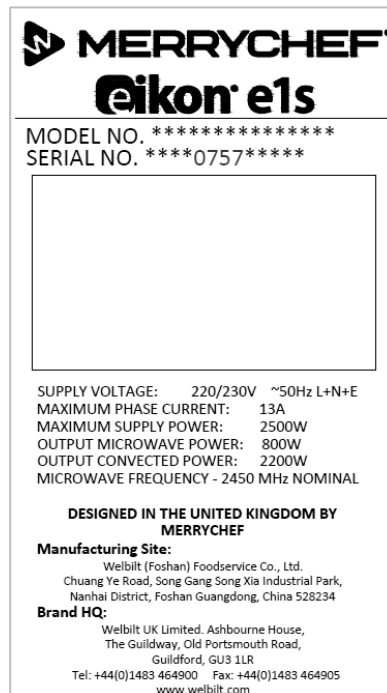 MERRYCHEF
eikon e1s
MODEL NO. ***************
SERIAL NO. ****0757*****
SUPPLY VOLTAGE: 220/230V ~50Hz L+N+E
MAXIMUM PHASE CURRENT: 13A
MAXIMUM SUPPLY POWER: 2500W
OUTPUT MICROWAVE POWER: 800W
OUTPUT CONVECTED POWER: 2200W
MICROWAVE FREQUENCY - 2450 MHz NOMINAL
DESIGNED IN THE UNITED KINGDOM BY
MERRYCHEF
Manufacturing Site:
Welbilt (Foshan) Foodservice Co., Ltd.
Chuang Ye Road, Song Gang Song Xia Industrial Park,
Nanhai District, Foshan Guangdong, China 528234
Brand HQ:
Welbilt UK Limited. Ashbourne House,
The Guildway, Old Portsmouth Road,
Guildford, GU3 1LR
Tel: +44(0)1483 464900 Fax: +44(0)1483 464905
www.welbilt.com